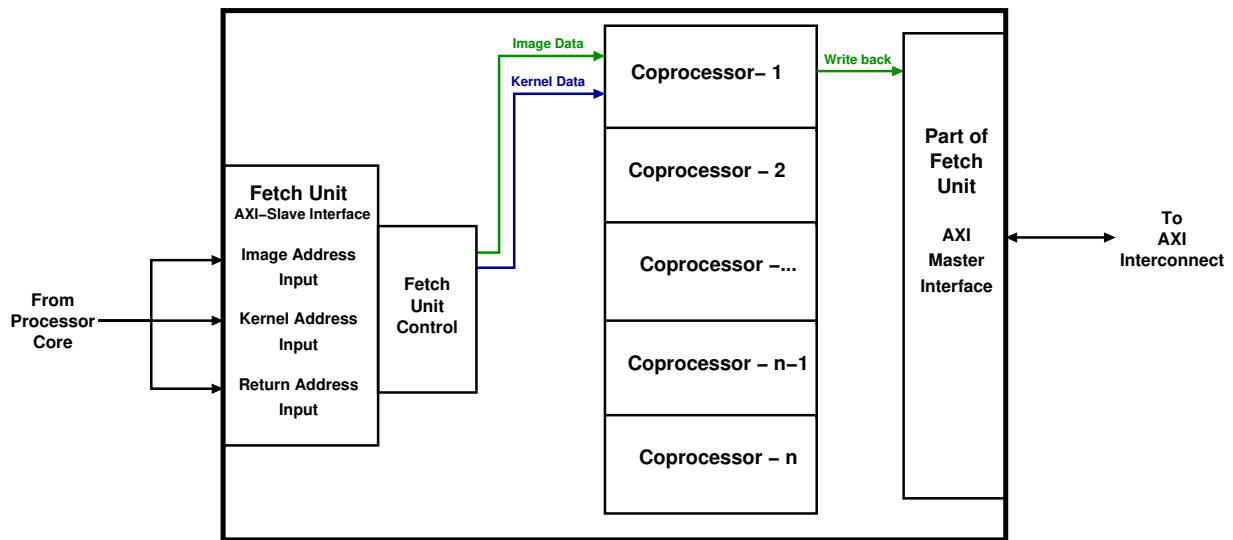 From
Processor
Core
Fetch Unit
AXI−Slave Interface
Image Address
Input
Kernel Address
Input
Return Address
Input
Fetch
Unit
Control
Image Data
Kernel Data
Coprocessor− 1
Coprocessor − 2
Coprocessor −...
Coprocessor − n−1
Coprocessor − n
Write back
Part of
Fetch
Unit
AXI
Master
Interface
To
AXI
Interconnect